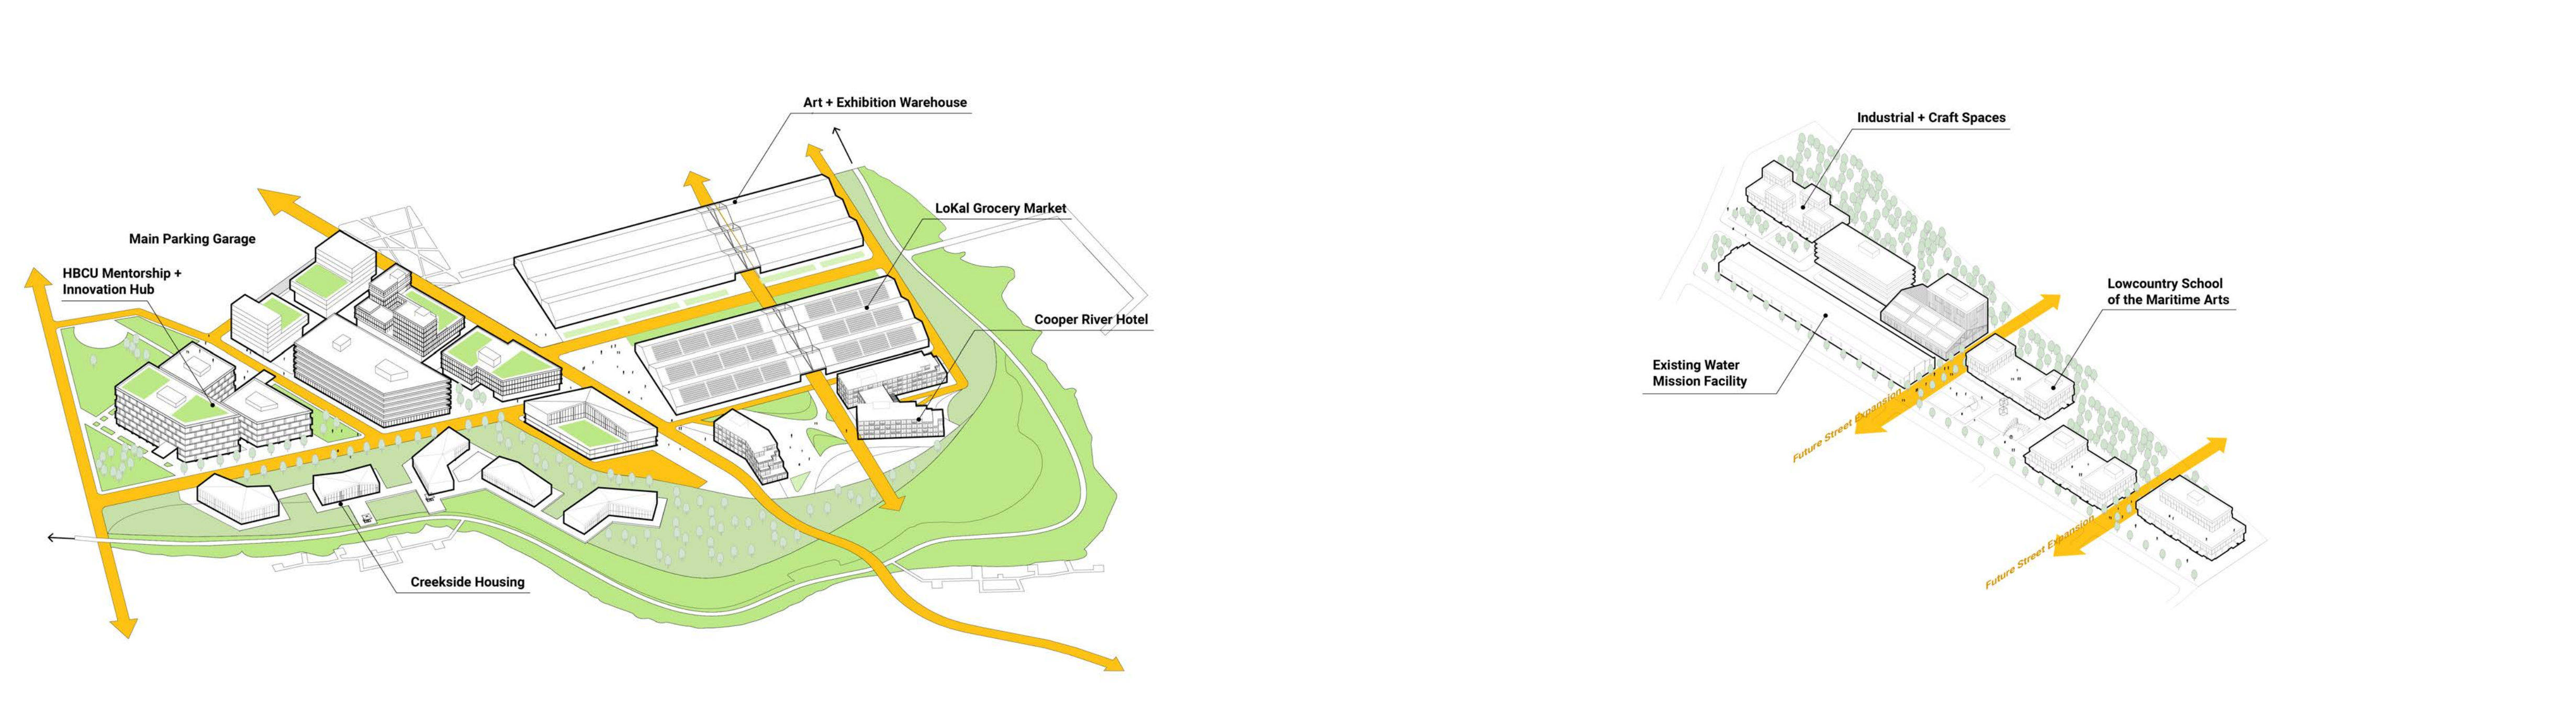 Art + Exhibition Warehouse
LoKal Grocery Market
Main Parking Garage
HBCU Mentorship +
Innovation Hub
Cooper River Hotel
Creekside Housing
Industrial + Craft Spaces
Lowcountry School
of the Maritime Arts
Existing Water
Mission Facility
Future Street Expansion
Future Street Expansion